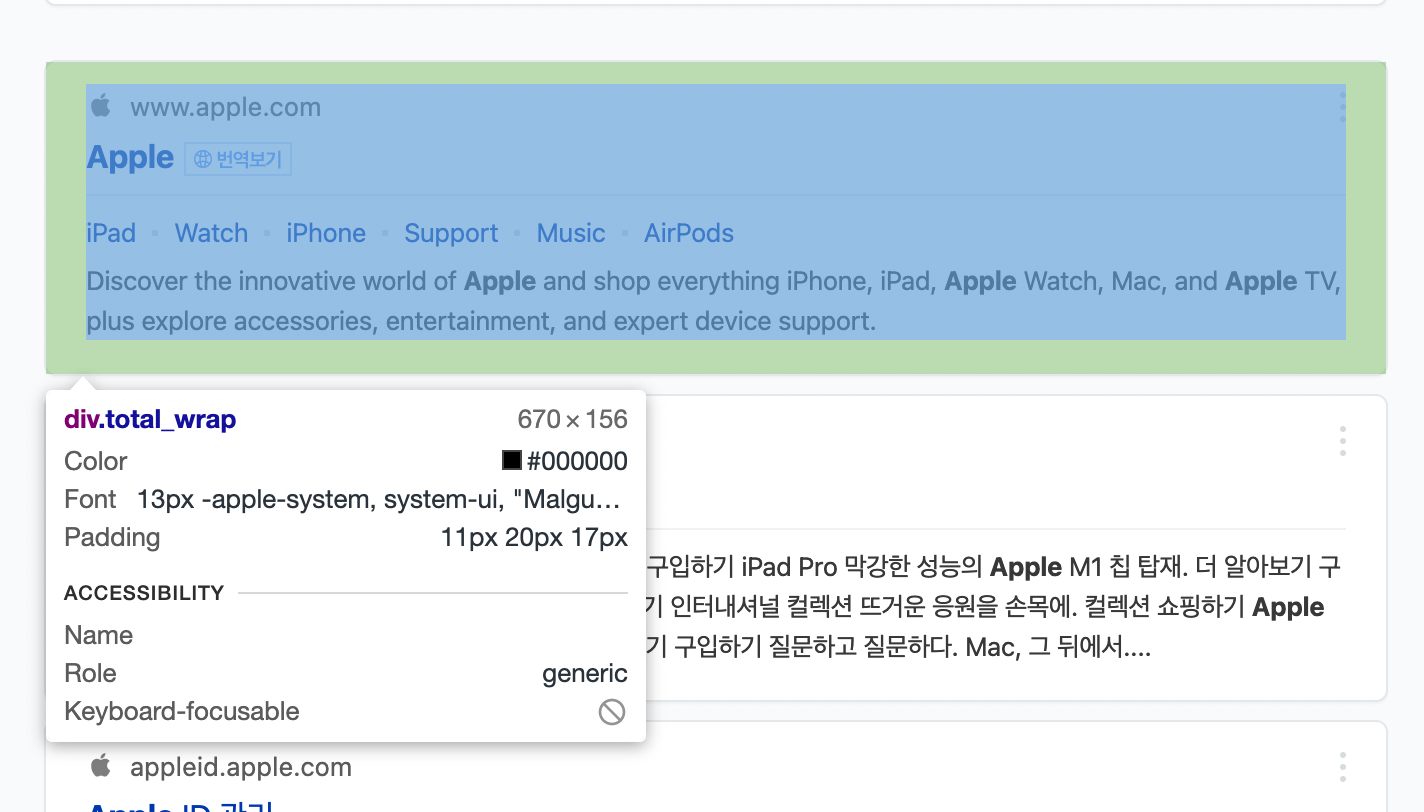 www.apple.com
Apple 번역보기
iPad · Watch · iPhone · Support · Music · AirPods
Discover the innovative world of Apple and shop everything iPhone, iPad, Apple Watch, Mac, and Apple TV,
plus explore accessories, entertainment, and expert device support.
div.total_wrap 670 × 156
Color #000000
Font 13px -apple-system, system-ui, "Malgu…
Padding 11px 20px 17px
ACCESSIBILITY
Name
Role generic
Keyboard-focusable
구입하기 iPad Pro 막강한 성능의 Apple M1 칩 탑재. 더 알아보기 구
기 인터내셔널 컬렉션 뜨거운 응원을 손목에. 컬렉션 쇼핑하기 Apple
기 구입하기 질문하고 질문하다. Mac, 그 뒤에서....
appleid.apple.com
Apple ID 관리